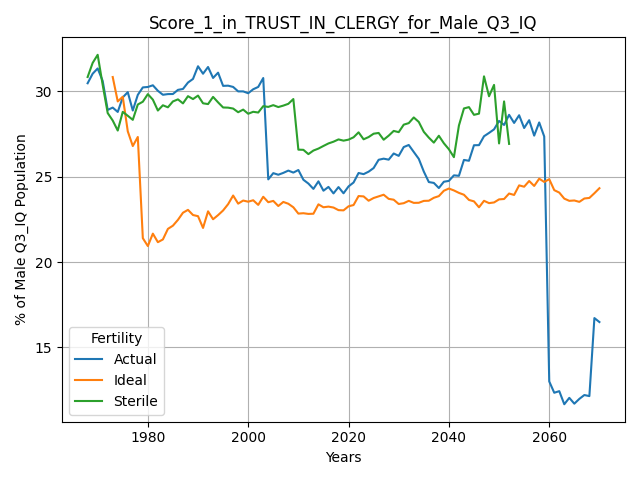 Score_1_in_TRUST_IN_CLERGY_for_Male_Q3_IQ
% of Male Q3_IQ Population
30
25
20
15
Fertility
Actual
Ideal
Sterile
1980
2000
2020
2040
2060
Years